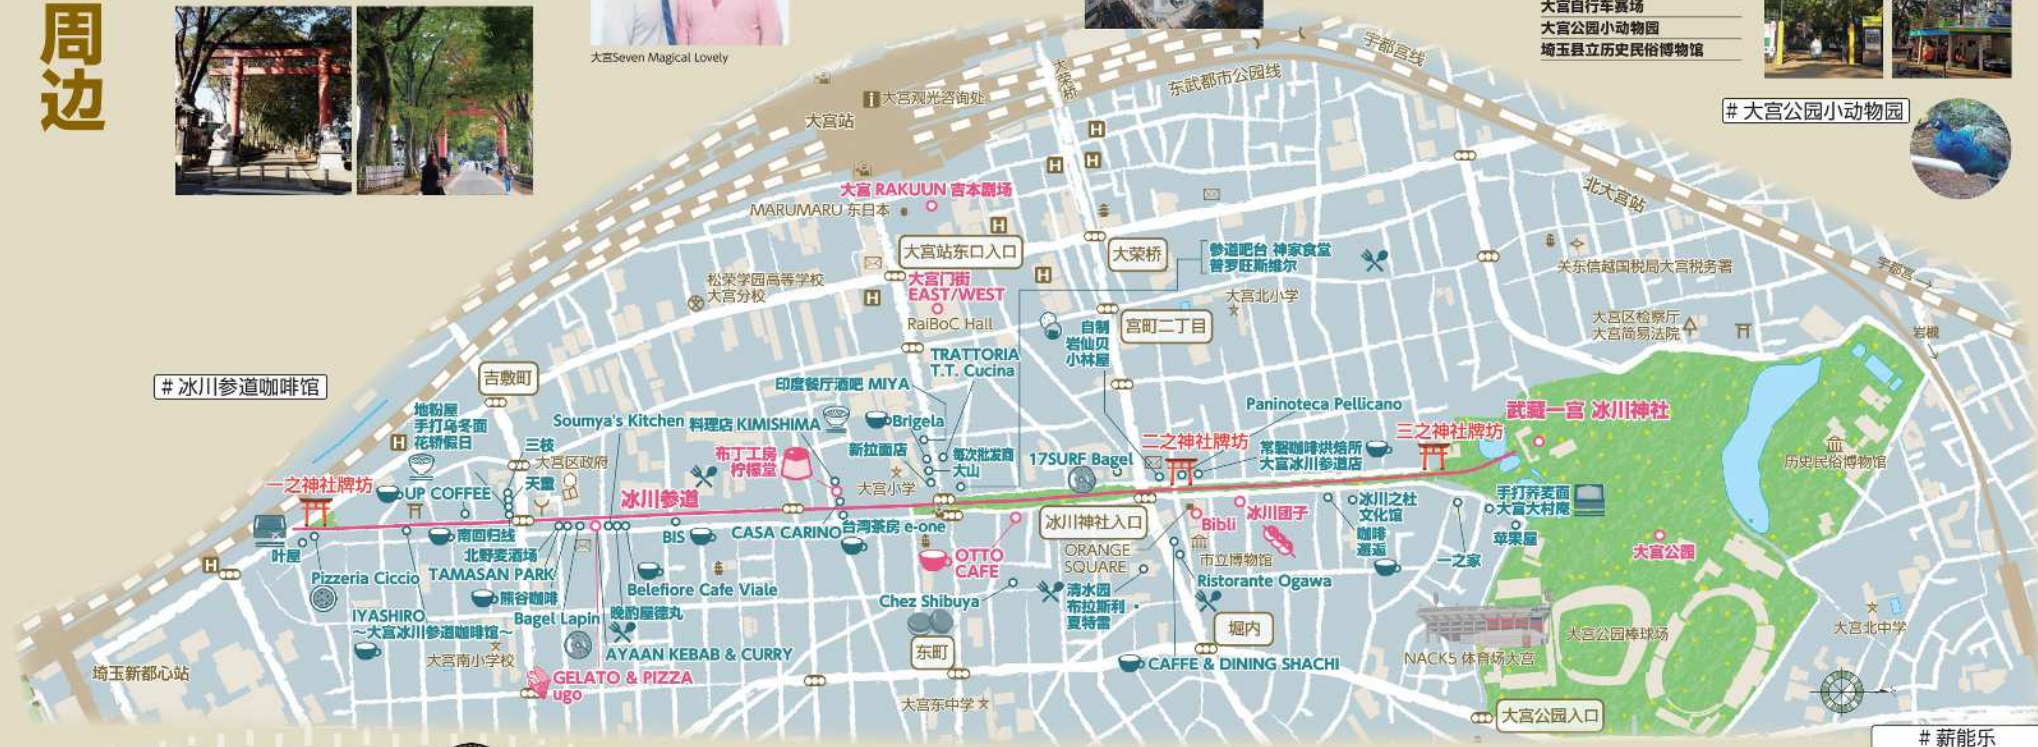 周边
大宫Seven Magical Lovely
大宫自行车赛场
大宫公园小动物园
埼玉县立历史民俗博物馆
# 大宫公园小动物园
宇都宫线
东武都市公园线
大荣桥
大宫观光咨询处
大宫站
北大宫站
大宫 RAKUUN 吉本剧场
MARUMARU 东日本
大宫站东口入口
大荣桥
参道吧台 神家食堂
普罗旺斯维尔
关东信越国税局大宫税务署
宇都宫
松荣学园高等学校
大宫分校
大宫门街
EAST/WEST
RaiBoC Hall
大宫北小学
宫町二丁目
自制
岩仙贝
小林屋
大宫区检察厅
大宫简易法院
岩槻
# 冰川参道咖啡馆
吉敷町
TRATTORIA
T.T. Cucina
印度餐厅酒吧 MIYA
Brigela
地粉屋
手打乌冬面
花轿假日
三枝
大宫区政府
天重
Soumya's Kitchen
料理店 KIMISHIMA
布丁工房
柠檬堂
新拉面店
每次批发商
大山
17SURF Bagel
Paninoteca Pellicano
二之神社牌坊
常磐咖啡烘焙所
大宫冰川参道店
三之神社牌坊
武藏一宫 冰川神社
历史民俗博物馆
一之神社牌坊
UP COFFEE
冰川参道
大宫小学
叶屋
南回归线
北野麦酒场
BIS
CASA CARINO
台湾茶房 e-one
冰川神社入口
Bibli
冰川团子
冰川之杜
文化馆
手打荞麦面
大宫大村庵
苹果屋
咖啡
邂逅
一之家
大宫公园
OTTO
CAFE
ORANGE
SQUARE
市立博物馆
Pizzeria Ciccio
TAMASAN PARK
熊谷咖啡
Belefiore Cafe Viale
Chez Shibuya
清水园
布拉斯利・
夏特雷
Ristorante Ogawa
IYASHIRO
～大宫冰川参道咖啡馆～
Bagel Lapin
晚酌屋德丸
AYAAN KEBAB & CURRY
大宫南小学校
东町
堀内
大宫公园棒球场
大宫北中学
埼玉新都心站
GELATO & PIZZA
ugo
CAFFE & DINING SHACHI
NACK5 体育场大宫
大宫东中学
大宫公园入口
# 薪能乐